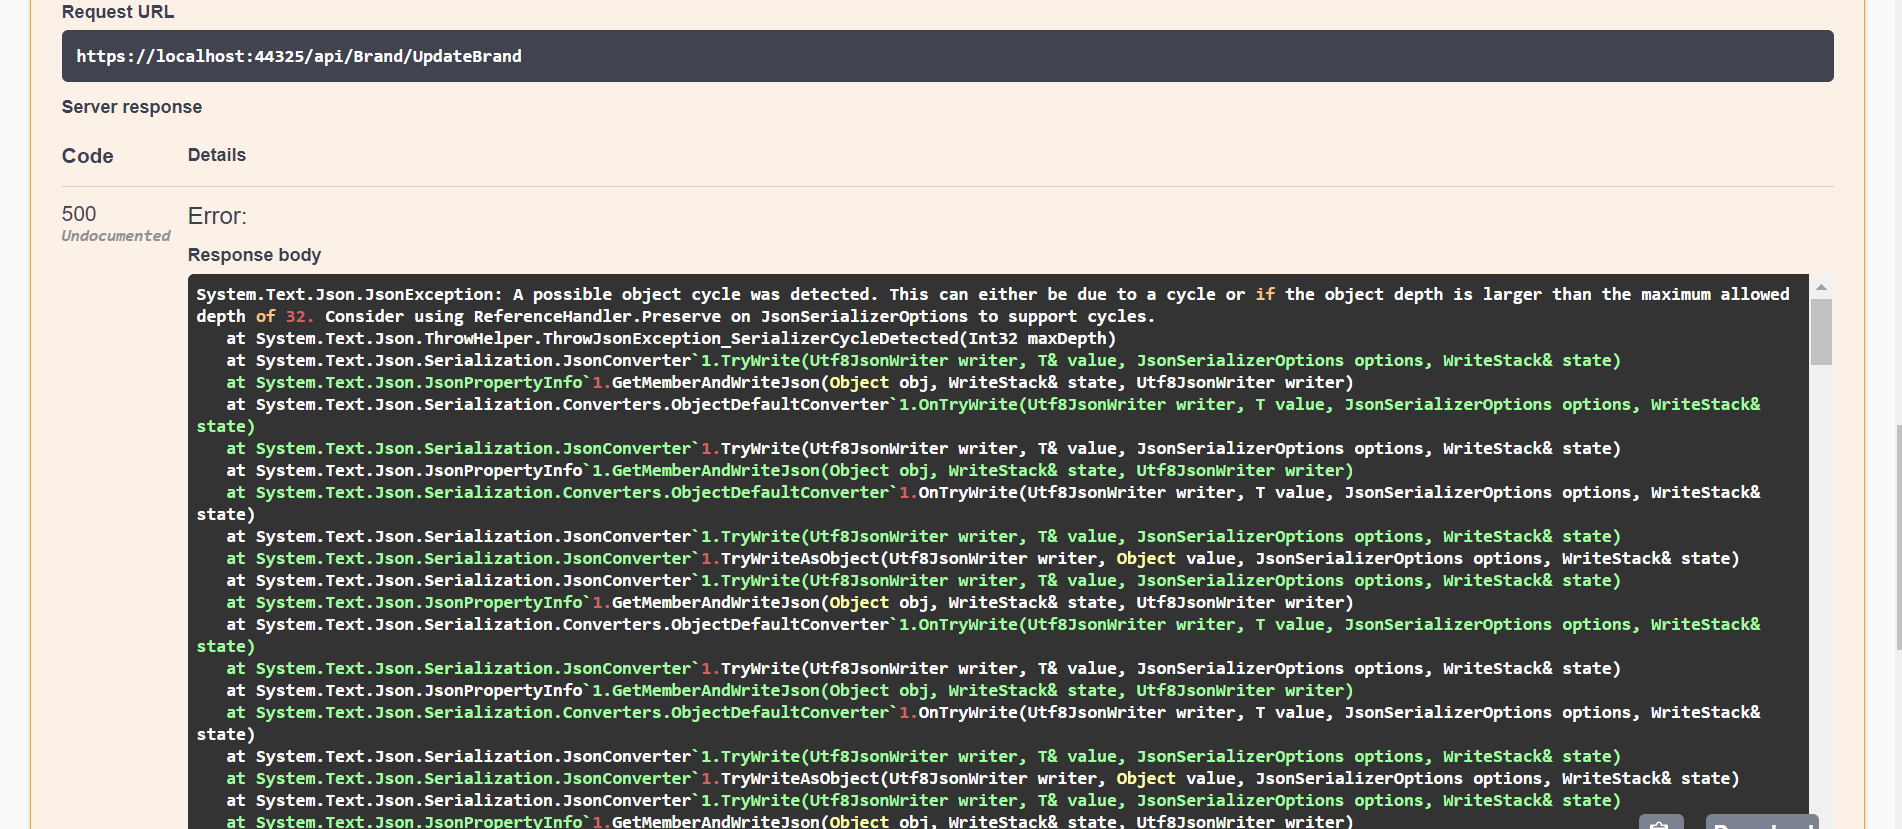 Request URL
https://localhost:44325/api/Brand/UpdateBrand
Server response
Code Details
500 Error:
Undocumented
Response body
System.Text.Json.JsonException: A possible object cycle was detected. This can either be due to a cycle or if the object depth is larger than the maximum allowed
depth of 32. Consider using ReferenceHandler.Preserve on JsonSerializerOptions to support cycles.
at System.Text.Json.ThrowHelper.ThrowJsonException_SerializerCycleDetected(Int32 maxDepth)
at System.Text.Json.Serialization.JsonConverter`1.TryWrite(Utf8JsonWriter writer, T& value, JsonSerializerOptions options, WriteStack& state)
at System.Text.Json.JsonPropertyInfo`1.GetMemberAndWriteJson(Object obj, WriteStack& state, Utf8JsonWriter writer)
at System.Text.Json.Serialization.Converters.ObjectDefaultConverter`1.OnTryWrite(Utf8JsonWriter writer, T value, JsonSerializerOptions options, WriteStack&
state)
at System.Text.Json.Serialization.JsonConverter`1.TryWrite(Utf8JsonWriter writer, T& value, JsonSerializerOptions options, WriteStack& state)
at System.Text.Json.JsonPropertyInfo`1.GetMemberAndWriteJson(Object obj, WriteStack& state, Utf8JsonWriter writer)
at System.Text.Json.Serialization.Converters.ObjectDefaultConverter`1.OnTryWrite(Utf8JsonWriter writer, T value, JsonSerializerOptions options, WriteStack&
state)
at System.Text.Json.Serialization.JsonConverter`1.TryWrite(Utf8JsonWriter writer, T& value, JsonSerializerOptions options, WriteStack& state)
at System.Text.Json.Serialization.JsonConverter`1.TryWriteAsObject(Utf8JsonWriter writer, Object value, JsonSerializerOptions options, WriteStack& state)
at System.Text.Json.Serialization.JsonConverter`1.TryWrite(Utf8JsonWriter writer, T& value, JsonSerializerOptions options, WriteStack& state)
at System.Text.Json.JsonPropertyInfo`1.GetMemberAndWriteJson(Object obj, WriteStack& state, Utf8JsonWriter writer)
at System.Text.Json.Serialization.Converters.ObjectDefaultConverter`1.OnTryWrite(Utf8JsonWriter writer, T value, JsonSerializerOptions options, WriteStack&
state)
at System.Text.Json.Serialization.JsonConverter`1.TryWrite(Utf8JsonWriter writer, T& value, JsonSerializerOptions options, WriteStack& state)
at System.Text.Json.JsonPropertyInfo`1.GetMemberAndWriteJson(Object obj, WriteStack& state, Utf8JsonWriter writer)
at System.Text.Json.Serialization.Converters.ObjectDefaultConverter`1.OnTryWrite(Utf8JsonWriter writer, T value, JsonSerializerOptions options, WriteStack&
state)
at System.Text.Json.Serialization.JsonConverter`1.TryWrite(Utf8JsonWriter writer, T& value, JsonSerializerOptions options, WriteStack& state)
at System.Text.Json.Serialization.JsonConverter`1.TryWriteAsObject(Utf8JsonWriter writer, Object value, JsonSerializerOptions options, WriteStack& state)
at System.Text.Json.Serialization.JsonConverter`1.TryWrite(Utf8JsonWriter writer, T& value, JsonSerializerOptions options, WriteStack& state)
at System.Text.Json.JsonPropertyInfo`1.GetMemberAndWriteJson(Object obj, WriteStack& state, Utf8JsonWriter writer)